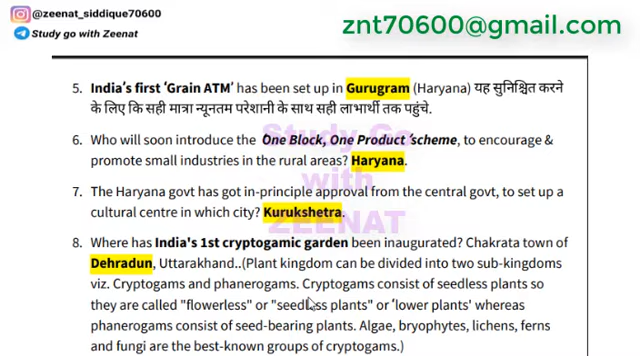 @zeenat_siddique70600
Study go with Zeenat
znt70600@gmail.com
5. India's first 'Grain ATM' has been set up in Gurugram (Haryana) यह सुनिश्चित करने
के लिए कि सही मात्रा न्यूनतम परेशानी के साथ सही लाभार्थी तक पहुंचे.
6. Who will soon introduce the 'One Block, One Product' scheme, to encourage &
promote small industries in the rural areas? Haryana.
7. The Haryana govt has got in-principle approval from the central govt, to set up a
cultural centre in which city? Kurukshetra.
8. Where has India's 1st cryptogamic garden been inaugurated? Chakrata town of
Dehradun, Uttarakhand..(Plant kingdom can be divided into two sub-kingdoms
viz. Cryptogams and phanerogams. Cryptogams consist of seedless plants so
they are called "flowerless" or "seedless plants" or 'lower plants' whereas
phanerogams consist of seed-bearing plants. Algae, bryophytes, lichens, ferns
and fungi are the best-known groups of cryptogams.)
Study Go
with
ZEENAT